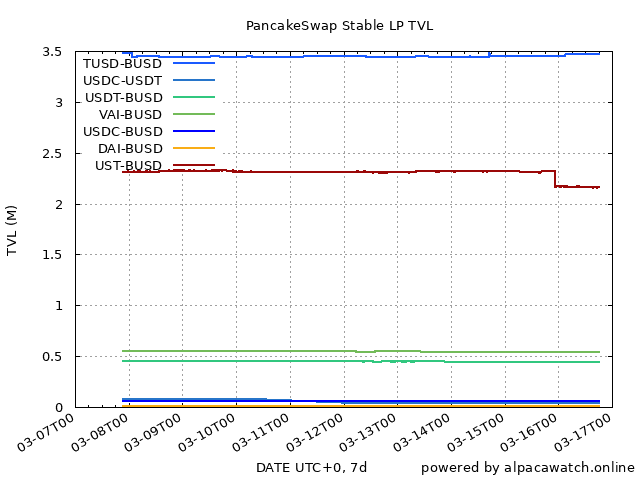 PancakeSwap Stable LP TVL
3.5
3
2.5
2
1.5
1
0.5
0
TVL (M)
TUSD-BUSD
USDC-USDT
USDT-BUSD
VAI-BUSD
USDC-BUSD
DAI-BUSD
UST-BUSD
03-07T00
03-08T00
03-09T00
03-10T00
03-11T00
03-12T00
03-13T00
03-14T00
03-15T00
03-16T00
03-17T00
DATE UTC+0, 7d
powered by alpacawatch.online